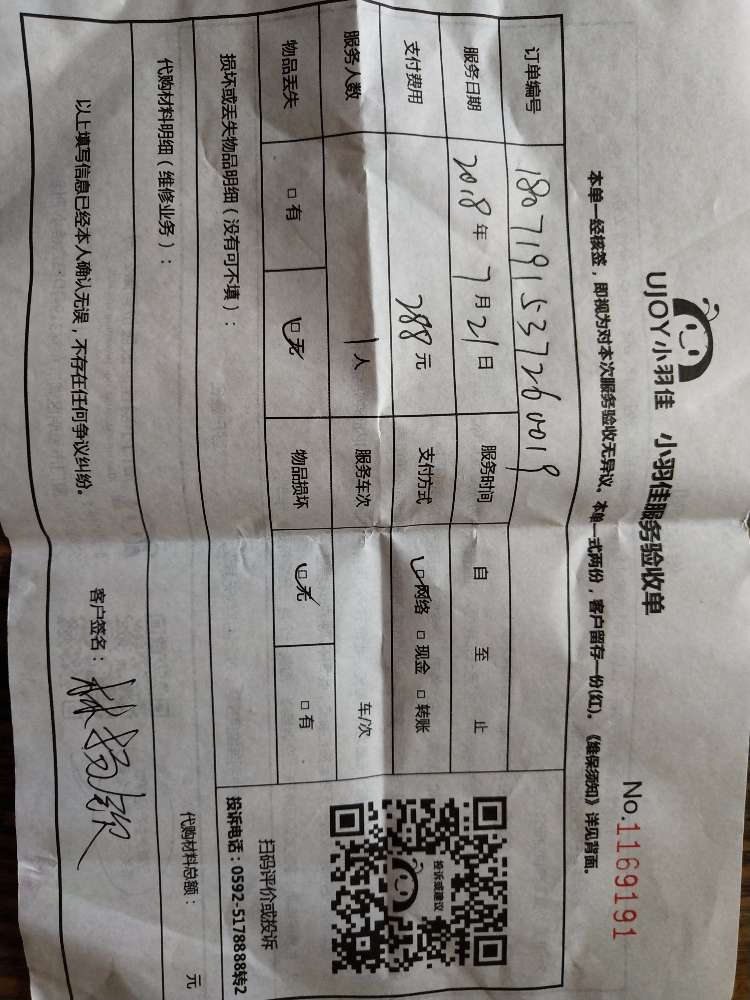 UJOY小羽佳 小羽佳服务验收单
No.1169191
本单一经核签，即视为对本次服务验收无异议。本单一式两份，客户留存一份(红)。《维保须知》详见背面。
订单编号 1807191537260019
服务日期 2018年7月21日 服务时间 自 至 止
支付费用 288元 支付方式 □网络 □现金 □转账
服务人数 1人 服务车次 车/次
物品丢失 □有 □无 物品损坏 □无 □有
损坏或丢失物品明细（没有可不填）：
代购材料明细（维修业务）：
代购材料总额： 元
投诉或建议
扫码评价或投诉
投诉电话：0592-5178888转2
以上填写信息已经本人确认无误，不存在任何争议纠纷。
客户签名：